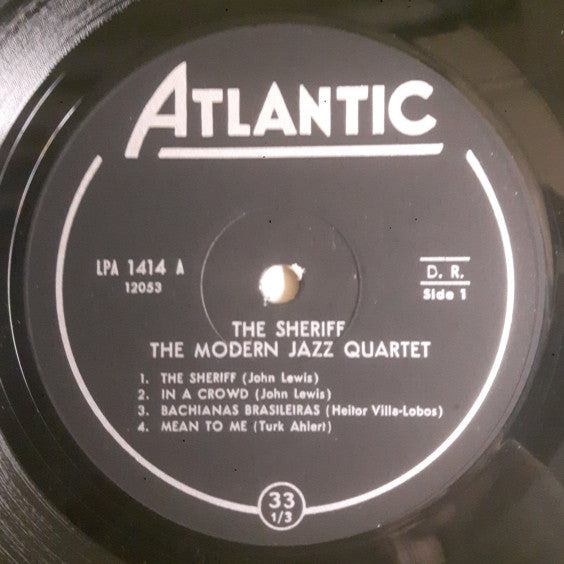 ATLANTIC
LPA 1414 A
12053
D. R.
Side 1
THE SHERIFF
THE MODERN JAZZ QUARTET
1. THE SHERIFF (John Lewis)
2. IN A CROWD (John Lewis)
3. BACHIANAS BRASILEIRAS (Heitor Villa-Lobos)
4. MEAN TO ME (Turk Ahlert)
33
1/3